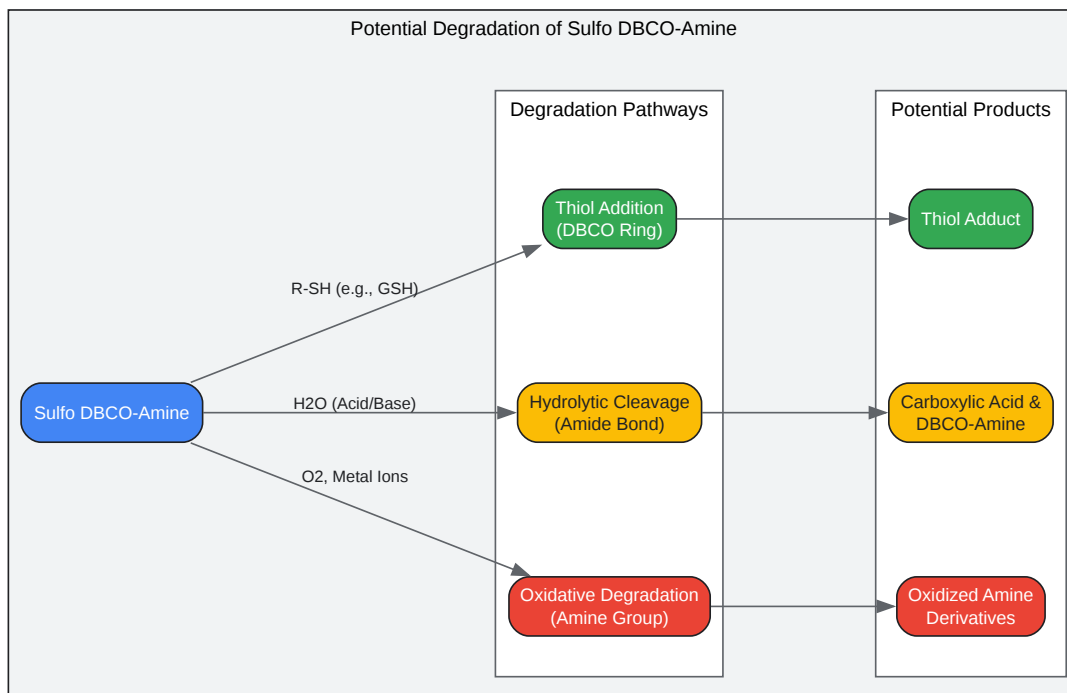 Potential Degradation of Sulfo DBCO-Amine
Degradation Pathways
Potential Products
Thiol Addition
(DBCO Ring)
Thiol Adduct
R-SH (e.g., GSH)
Sulfo DBCO-Amine
H2O (Acid/Base)
Hydrolytic Cleavage
(Amide Bond)
Carboxylic Acid &
DBCO-Amine
O2, Metal Ions
Oxidative Degradation
(Amine Group)
Oxidized Amine
Derivatives